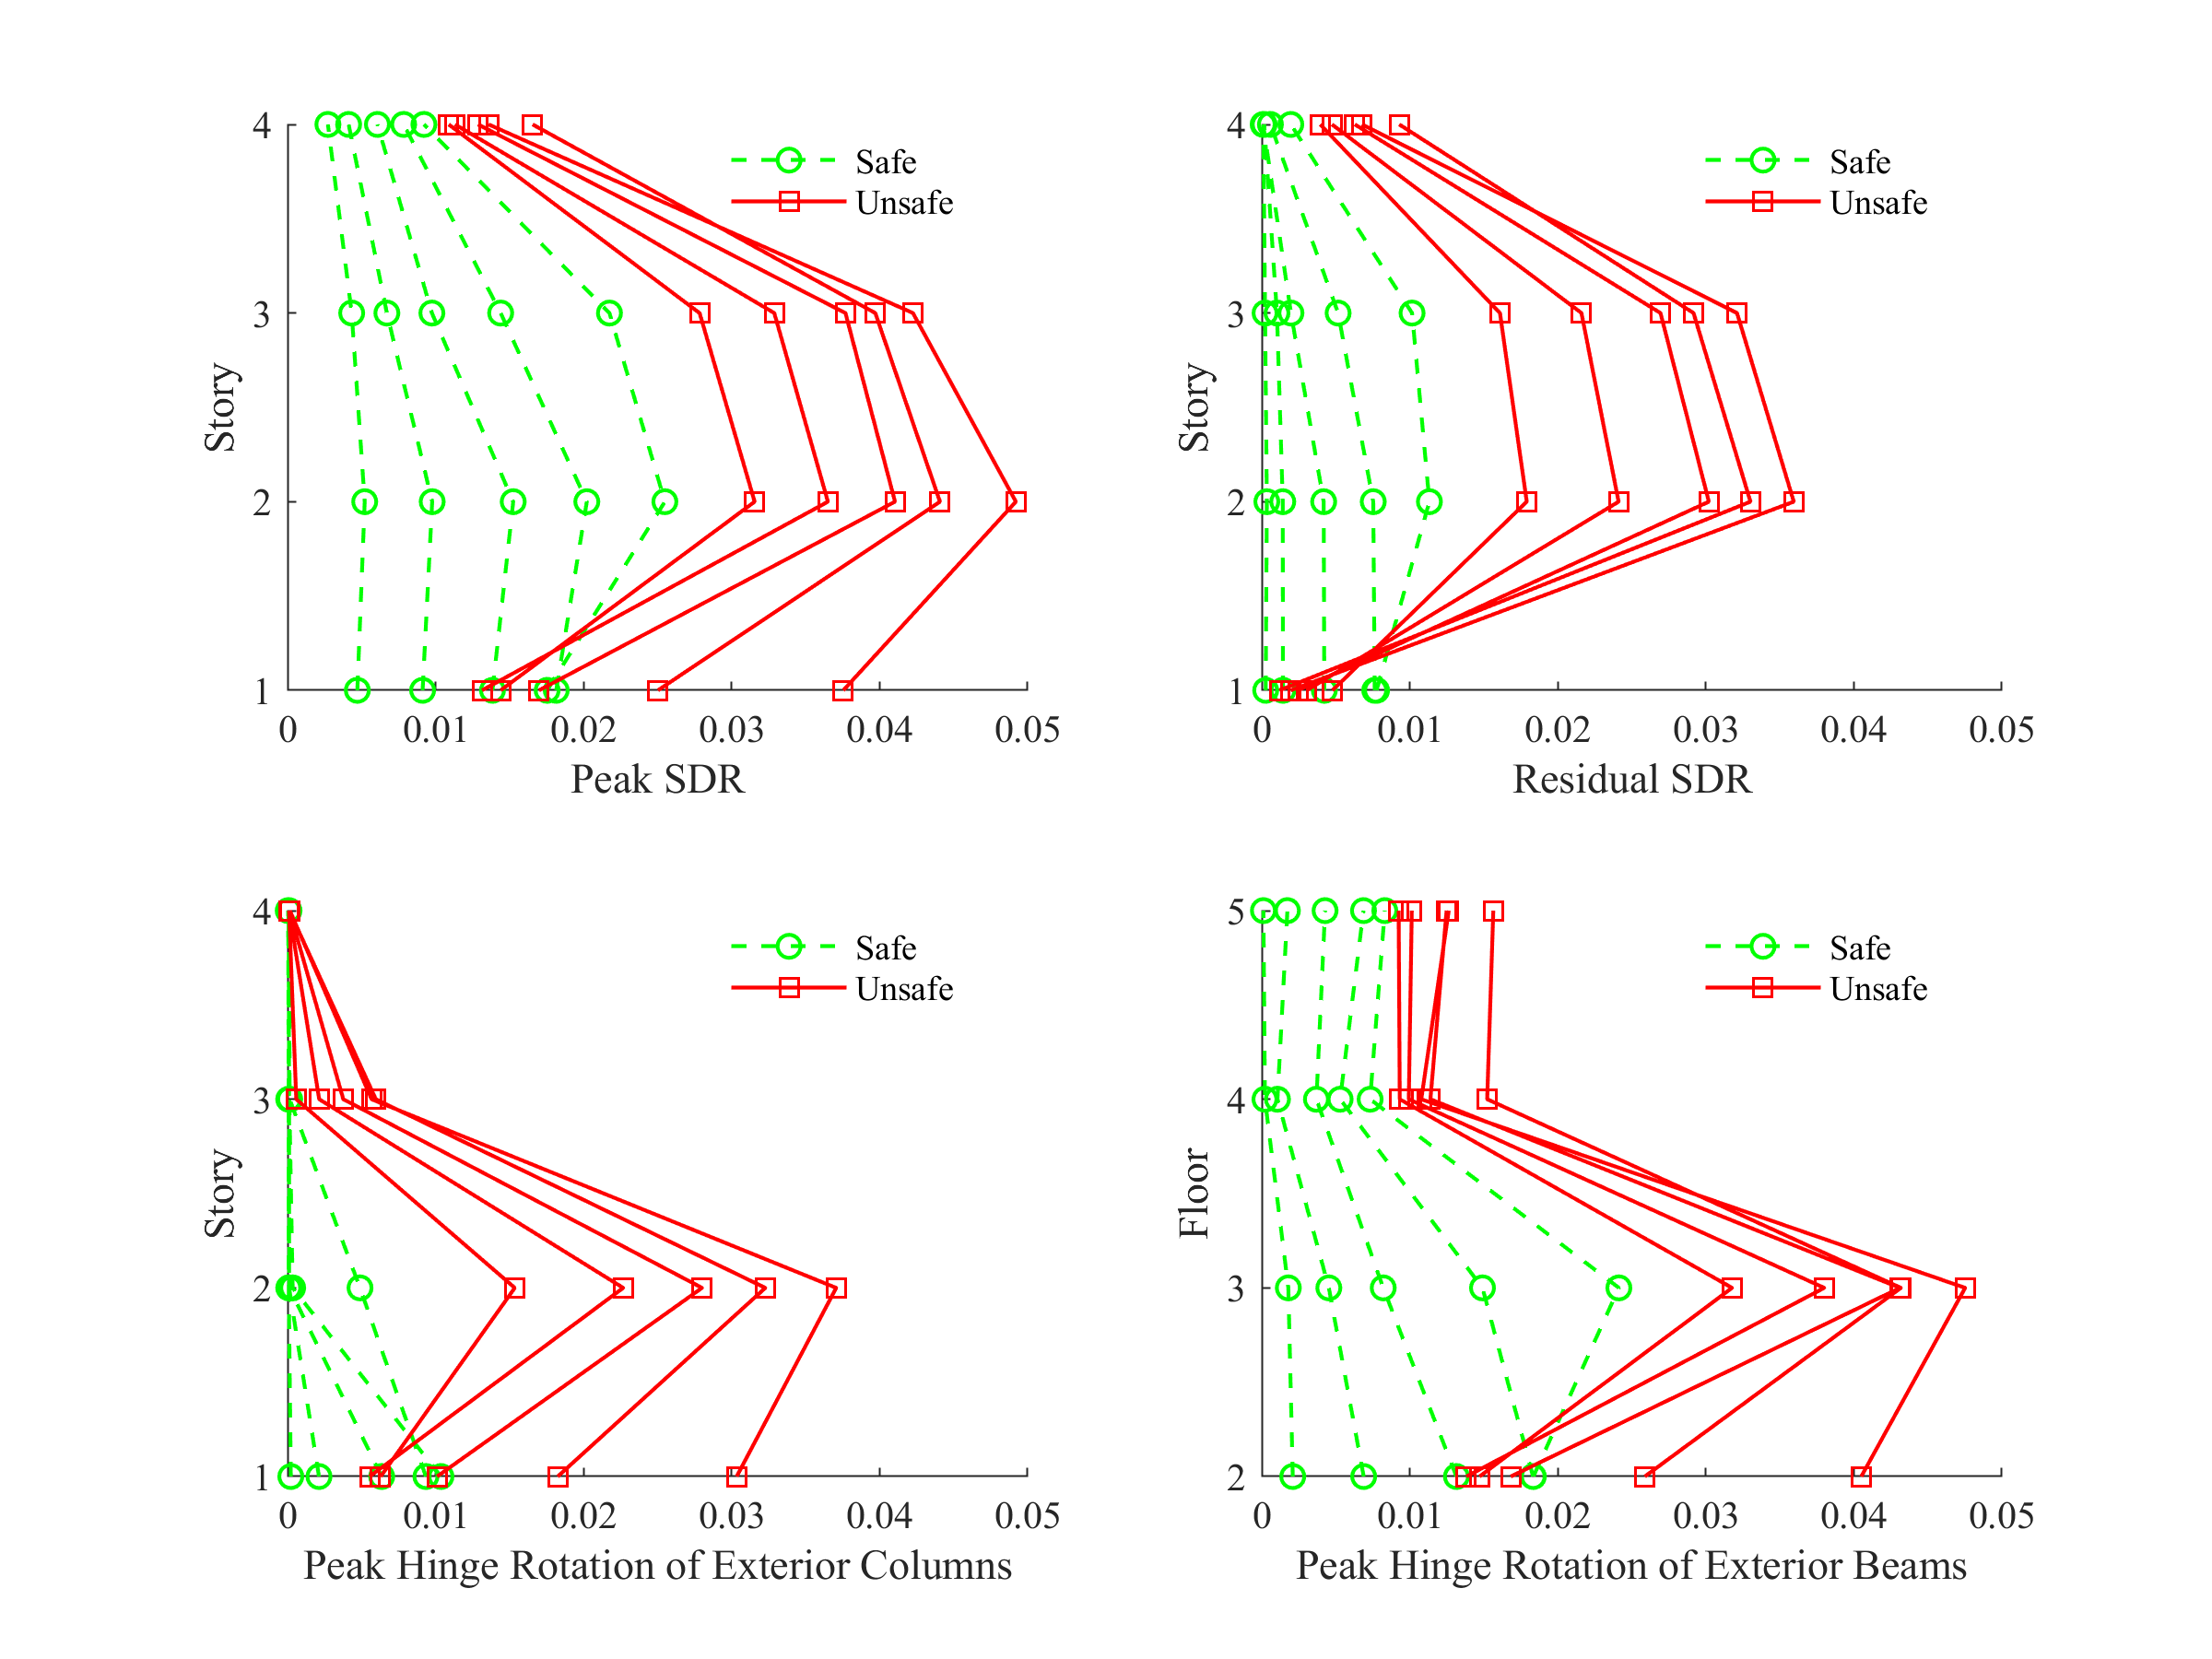 4
3
2
1
Story
0 0.01 0.02 0.03 0.04 0.05
Peak SDR
Safe
Unsafe
4
3
2
1
Story
0 0.01 0.02 0.03 0.04 0.05
Residual SDR
Safe
Unsafe
4
3
2
1
Story
0 0.01 0.02 0.03 0.04 0.05
Peak Hinge Rotation of Exterior Columns
Safe
Unsafe
5
4
3
2
Floor
0 0.01 0.02 0.03 0.04 0.05
Peak Hinge Rotation of Exterior Beams
Safe
Unsafe